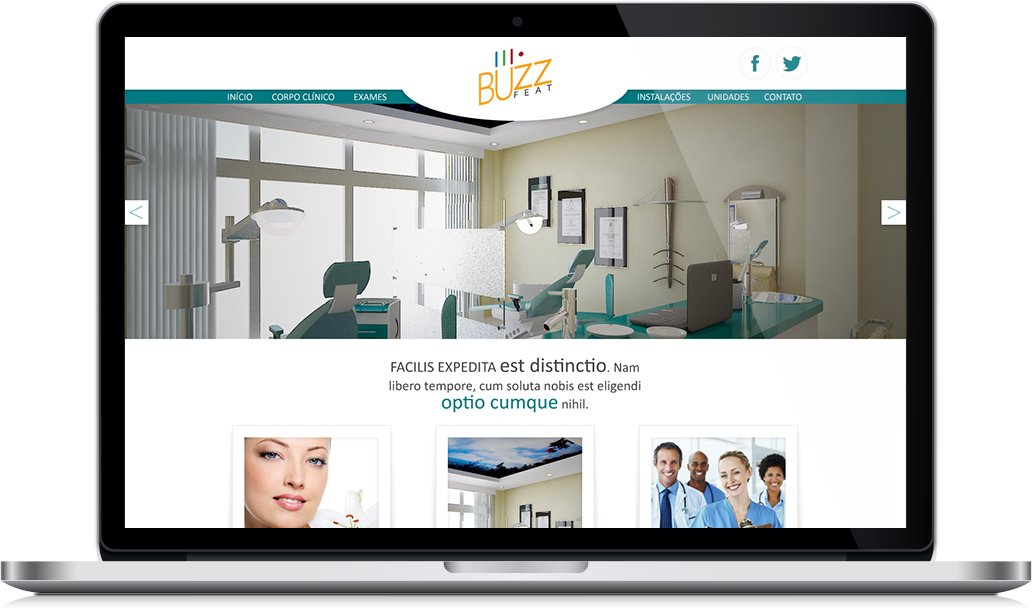 BUZZ
FEAT
INÍCIO CORPO CLÍNICO EXAMES INSTALAÇÕES UNIDADES CONTATO
< >
FACILIS EXPEDITA est distinctio. Nam
libero tempore, cum soluta nobis est eligendi
optio cumque nihil.